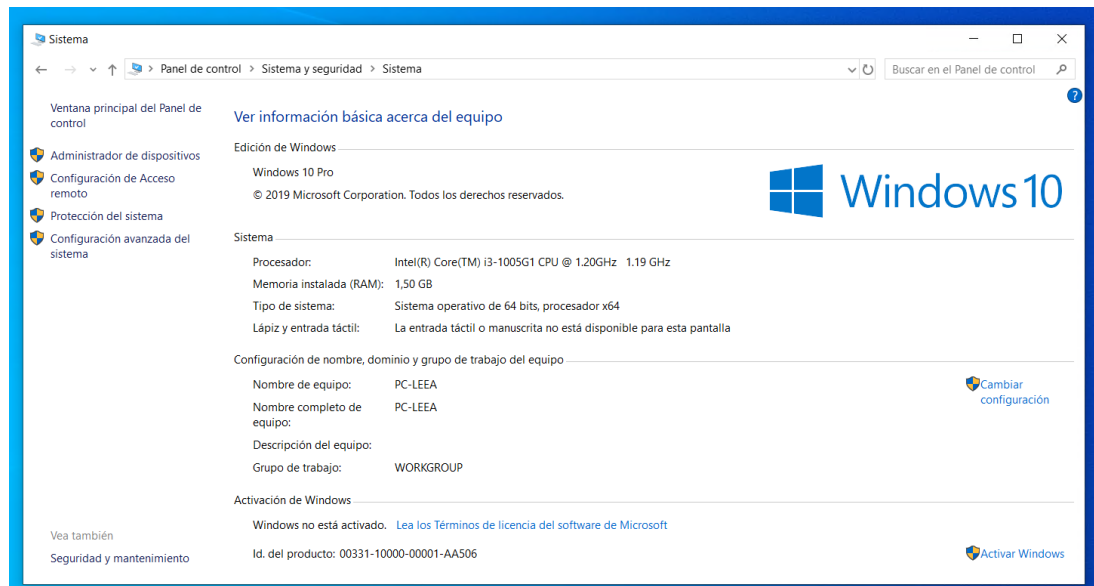 Sistema
Panel de control > Sistema y seguridad > Sistema
Buscar en el Panel de control
Ventana principal del Panel de
control
Administrador de dispositivos
Configuración de Acceso
remoto
Protección del sistema
Configuración avanzada del
sistema
Ver información básica acerca del equipo
Edición de Windows
Windows 10 Pro
© 2019 Microsoft Corporation. Todos los derechos reservados.
Windows 10
Sistema
Procesador: Intel(R) Core(TM) i3-1005G1 CPU @ 1.20GHz 1.19 GHz
Memoria instalada (RAM): 1,50 GB
Tipo de sistema: Sistema operativo de 64 bits, procesador x64
Lápiz y entrada táctil: La entrada táctil o manuscrita no está disponible para esta pantalla
Configuración de nombre, dominio y grupo de trabajo del equipo
Nombre de equipo: PC-LEEA
Cambiar
configuración
Nombre completo de PC-LEEA
equipo:
Descripción del equipo:
Grupo de trabajo: WORKGROUP
Activación de Windows
Windows no está activado. Lea los Términos de licencia del software de Microsoft
Id. del producto: 00331-10000-00001-AA506
Activar Windows
Vea también
Seguridad y mantenimiento